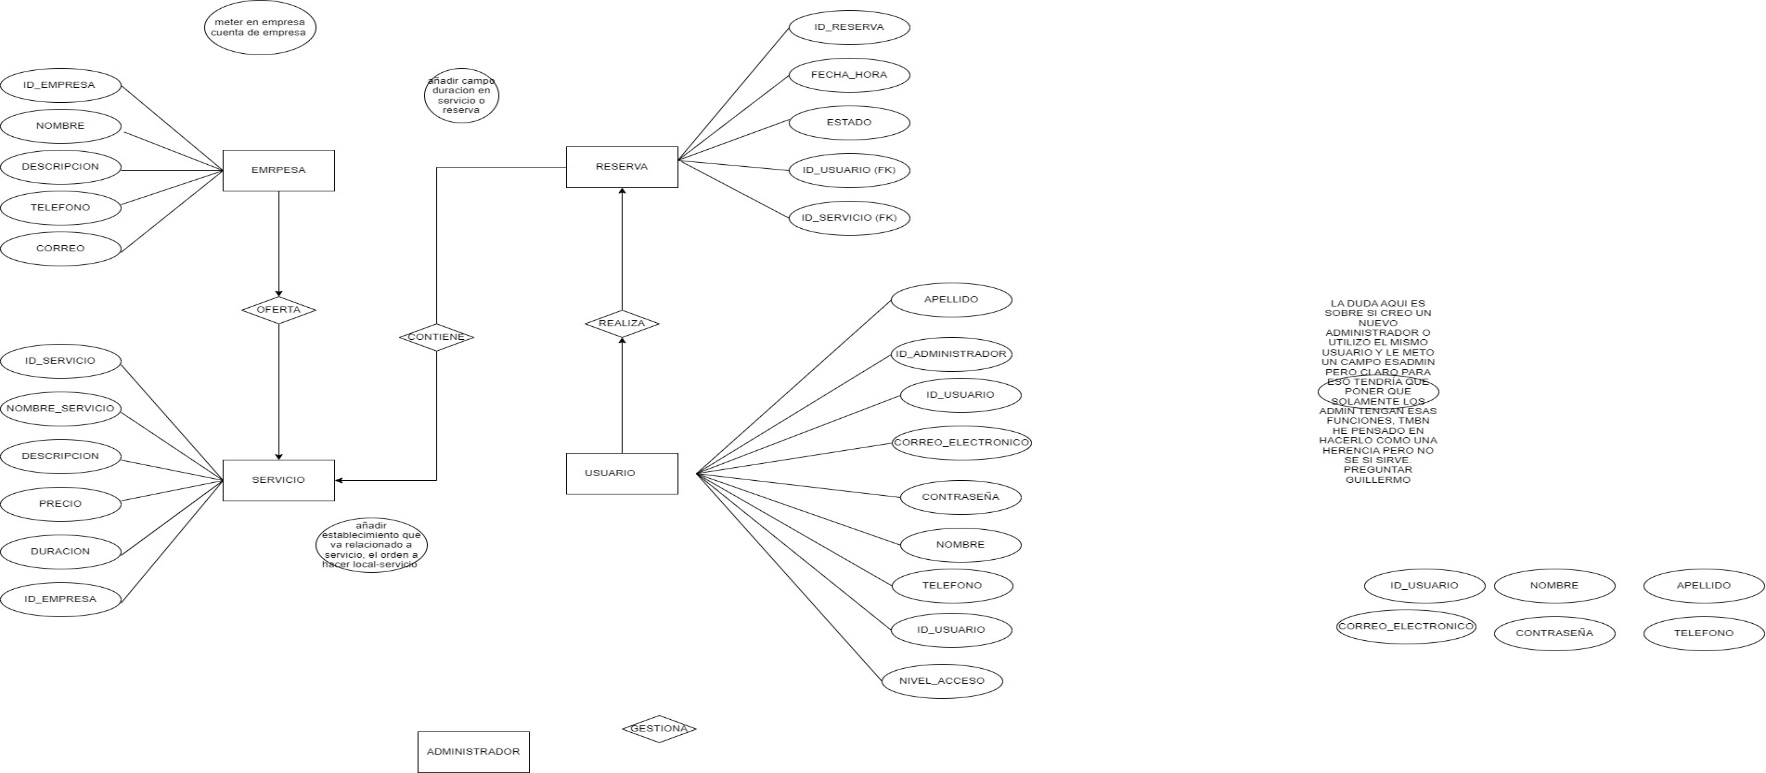 meter en empresa
cuenta de empresa
ID_EMPRESA
NOMBRE
DESCRIPCION
TELEFONO
CORREO
EMRPESA
OFERTA
añadir campo
duracion en
servicio o
reserva
RESERVA
ID_RESERVA
FECHA_HORA
ESTADO
ID_USUARIO (FK)
ID_SERVICIO (FK)
CONTIENE
REALIZA
ID_SERVICIO
NOMBRE_SERVICIO
DESCRIPCION
PRECIO
DURACION
ID_EMPRESA
SERVICIO
añadir
establecimiento que
va relacionado a
servicio, el orden a
hacer local-servicio
USUARIO
APELLIDO
ID_ADMINISTRADOR
ID_USUARIO
CORREO_ELECTRONICO
CONTRASEÑA
NOMBRE
TELEFONO
ID_USUARIO
NIVEL_ACCESO
GESTIONA
ADMINISTRADOR
LA DUDA AQUI ES
SOBRE SI CREO UN
NUEVO
ADMINISTRADOR O
UTILIZO EL MISMO
USUARIO Y LE METO
UN CAMPO ESADMIN
PERO CLARO PARA
ESO TENDRÍA QUE
PONER QUE
SOLAMENTE LOS
ADMIN TENGAN ESAS
FUNCIONES, TMBN
HE PENSADO EN
HACERLO COMO UNA
HERENCIA PERO NO
SE SI SIRVE.
PREGUNTAR
GUILLERMO
ID_USUARIO
NOMBRE
APELLIDO
CORREO_ELECTRONICO
CONTRASEÑA
TELEFONO